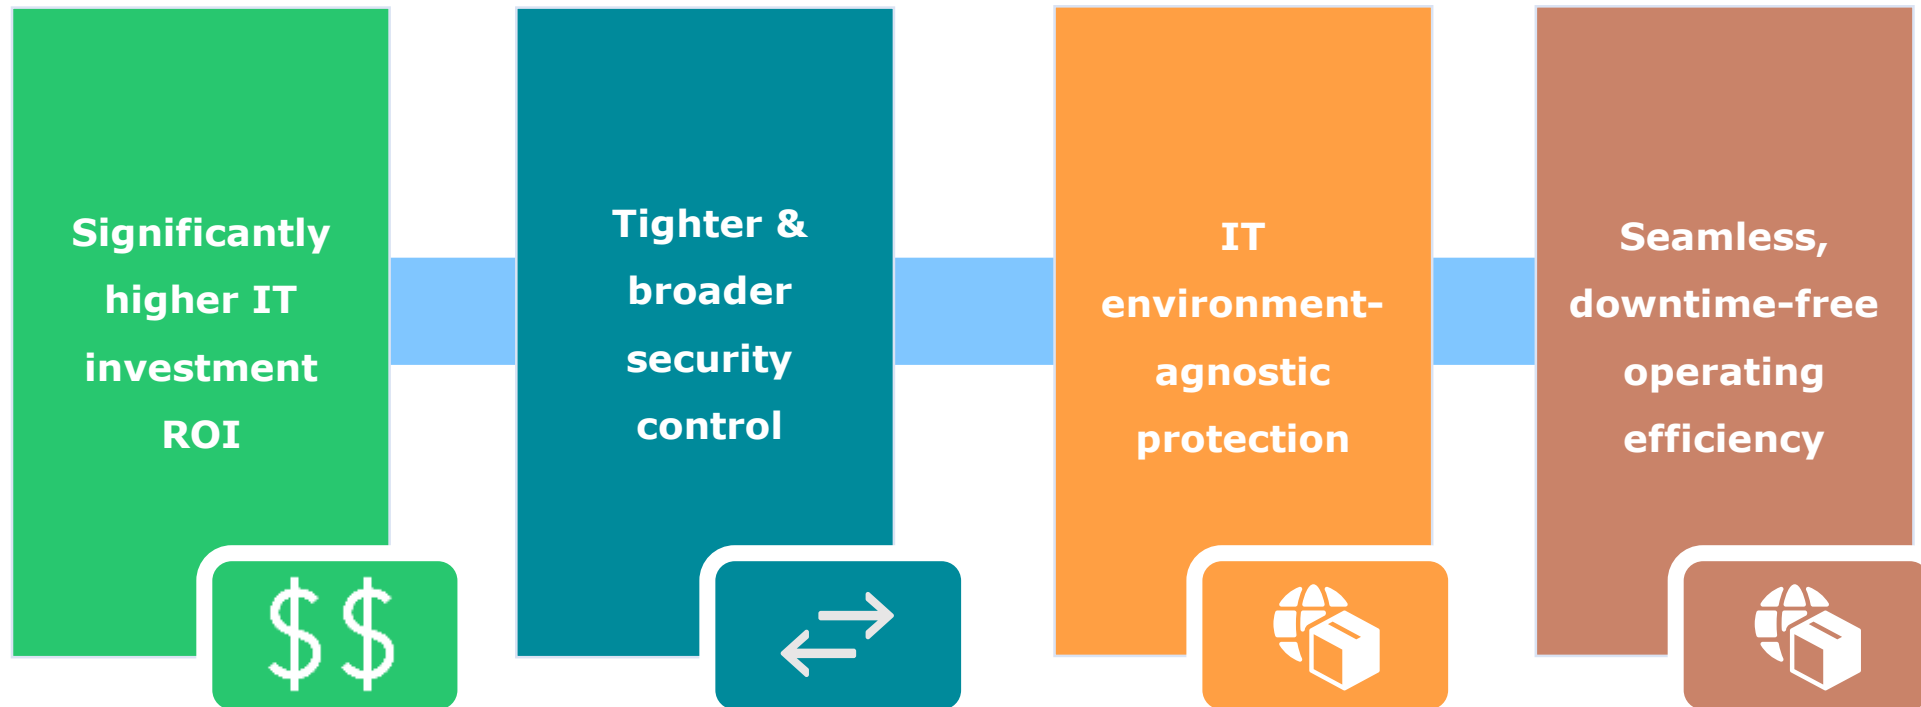 Significantly
higher IT
investment
ROI
Tighter &
broader
security
control
IT
environment-
agnostic
protection
Seamless,
downtime-free
operating
efficiency
$$